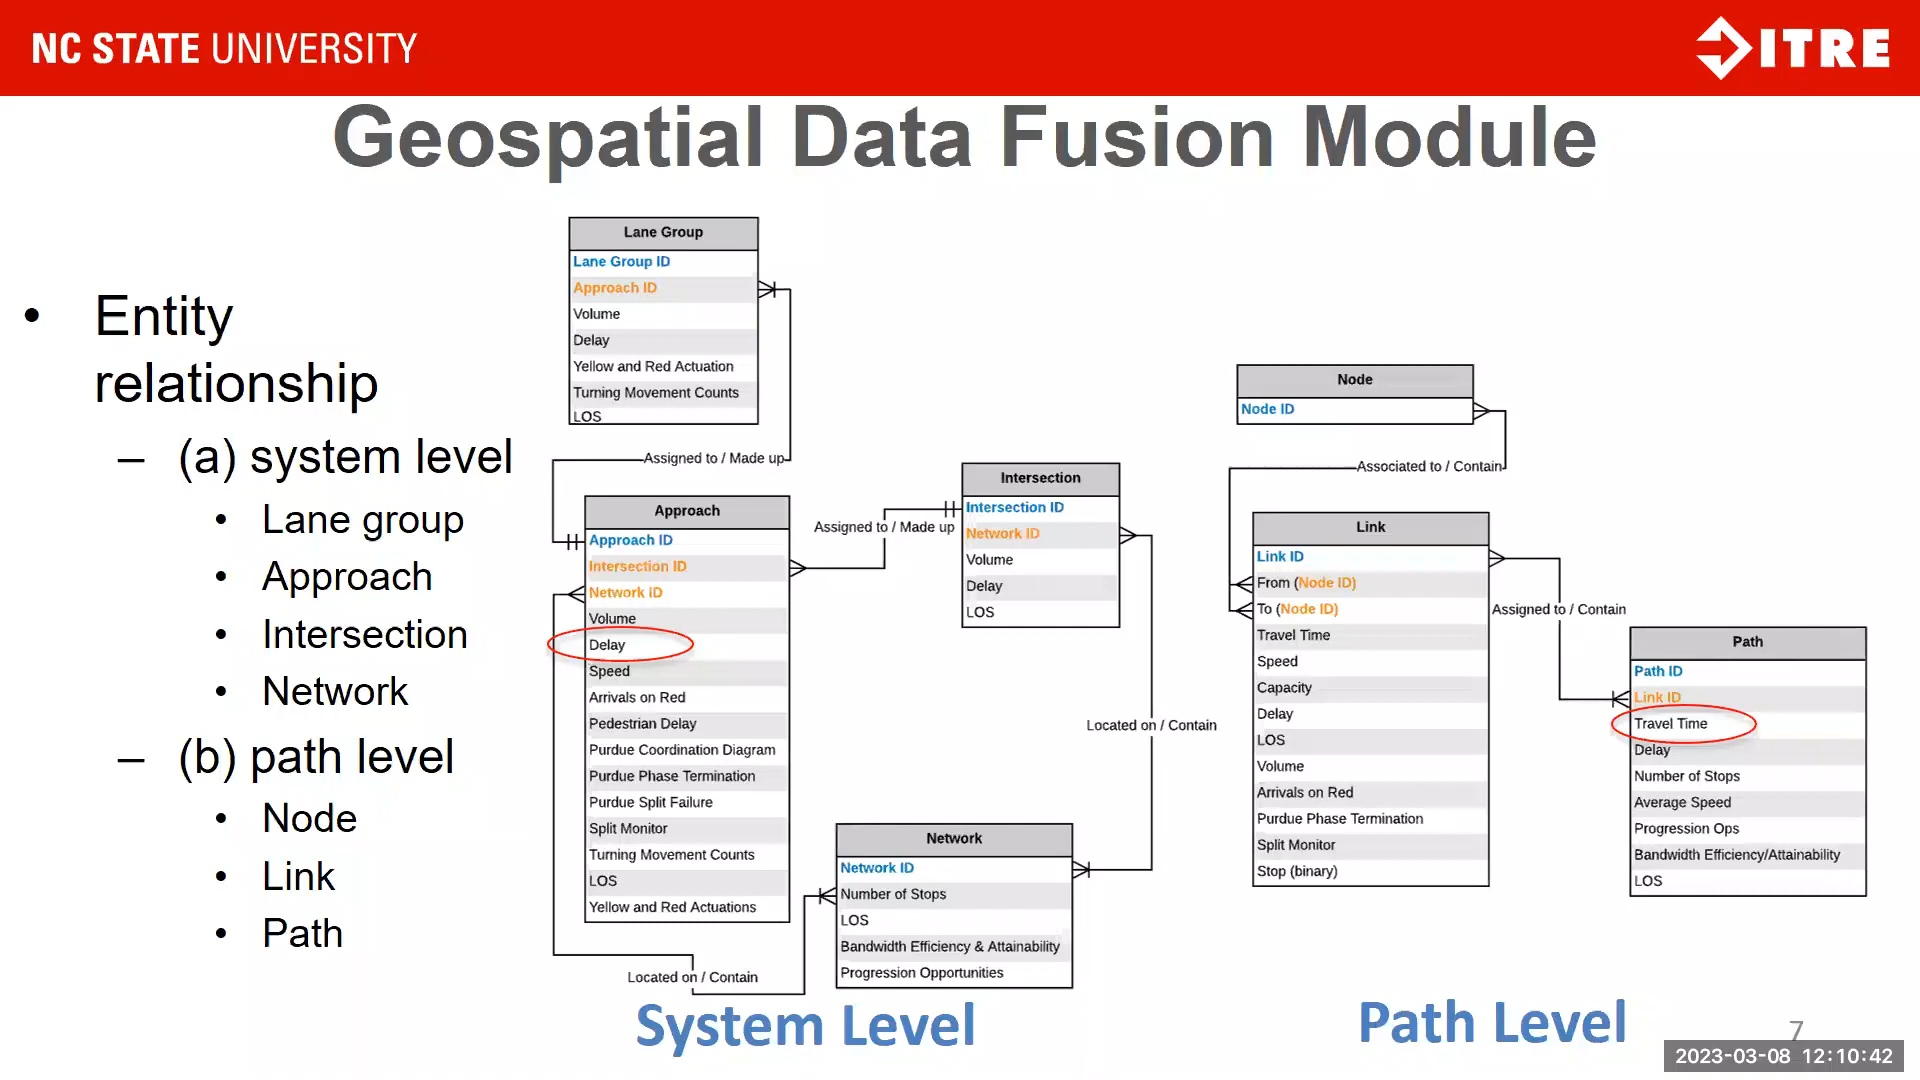 NC STATE UNIVERSITY
ITRE
Geospatial Data Fusion Module
• Entity
relationship
– (a) system level
• Lane group
• Approach
• Intersection
• Network
– (b) path level
• Node
• Link
• Path
Lane Group
Lane Group ID
Approach ID
Volume
Delay
Yellow and Red Actuation
Turning Movement Counts
LOS
Assigned to / Made up
Approach
Approach ID
Intersection ID
Network ID
Volume
Delay
Speed
Arrivals on Red
Pedestrian Delay
Purdue Coordination Diagram
Purdue Phase Termination
Purdue Split Failure
Split Monitor
Turning Movement Counts
LOS
Yellow and Red Actuations
Assigned to / Made up
Intersection
Intersection ID
Network ID
Volume
Delay
LOS
Located on / Contain
Network
Network ID
Number of Stops
LOS
Bandwidth Efficiency & Attainability
Progression Opportunities
Located on / Contain
System Level
Node
Node ID
Associated to / Contain
Link
Link ID
From (Node ID)
To (Node ID)
Travel Time
Speed
Capacity
Delay
LOS
Volume
Arrivals on Red
Purdue Phase Termination
Split Monitor
Stop (binary)
Assigned to / Contain
Path
Path ID
Link ID
Travel Time
Delay
Number of Stops
Average Speed
Progression Ops
Bandwidth Efficiency/Attainability
LOS
Path Level
7
2023-03-08 12:10:42